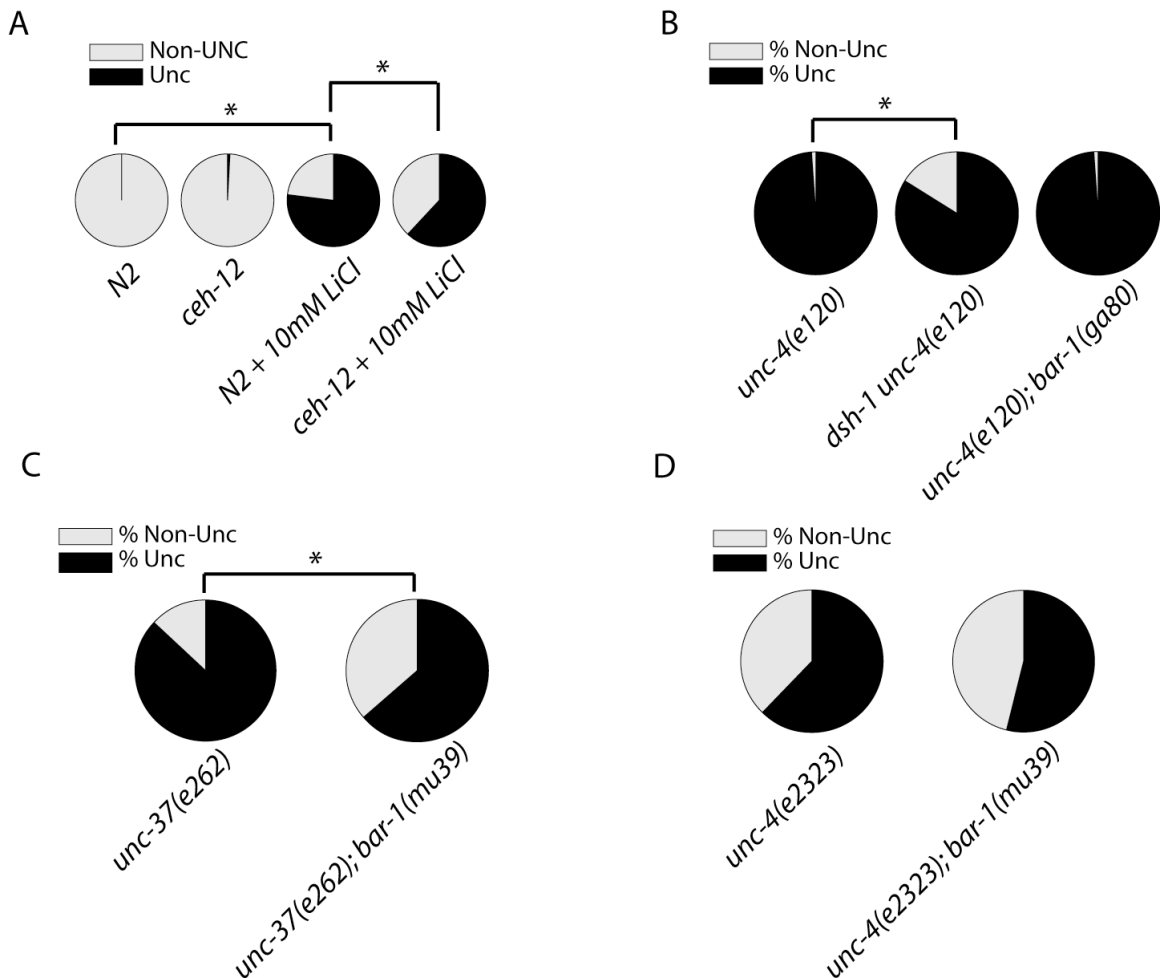 A
Non-UNC
Unc
*
*
N2
ceh-12
N2 + 10mM LiCl
ceh-12 + 10mM LiCl
B
% Non-Unc
% Unc
*
unc-4(e120)
dsh-1 unc-4(e120)
unc-4(e120); bar-1(ga80)
C
% Non-Unc
% Unc
*
unc-37(e262)
unc-37(e262); bar-1(mu39)
D
% Non-Unc
% Unc
unc-4(e2323)
unc-4(e2323); bar-1(mu39)